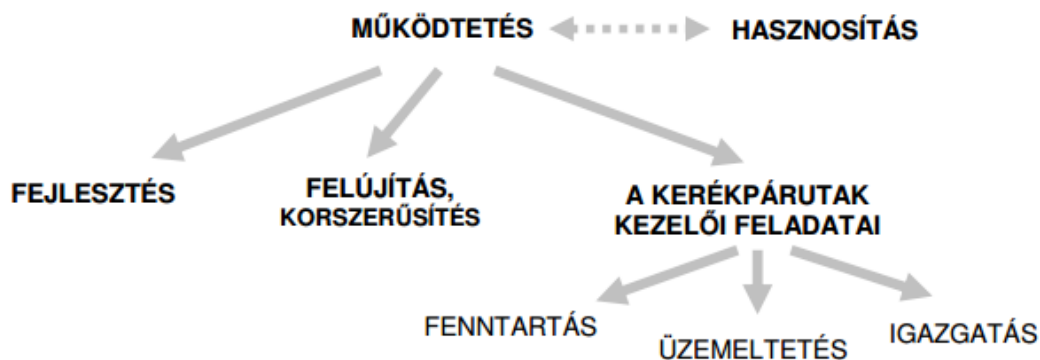 MŰKÖDTETÉS
HASZNOSÍTÁS
FEJLESZTÉS
FELÚJÍTÁS,
KORSZERŰSÍTÉS
A KERÉKPÁRUTAK
KEZELŐI FELADATAI
FENNTARTÁS
ÜZEMELTETÉS
IGAZGATÁS